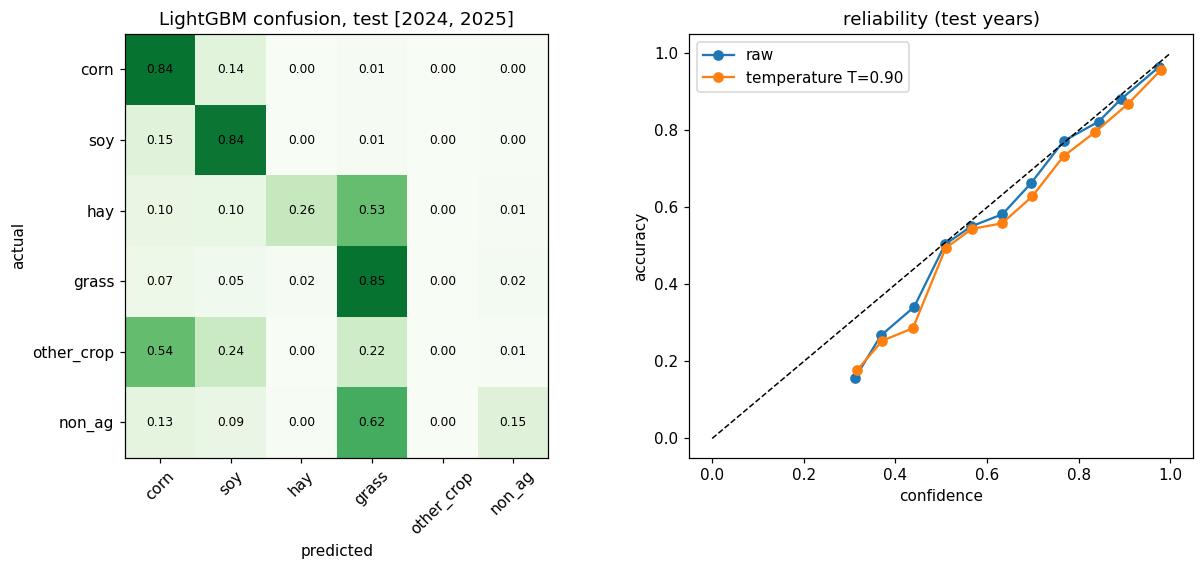 LightGBM confusion, test [2024, 2025]
corn 0.84 0.14 0.00 0.01 0.00 0.00
soy 0.15 0.84 0.00 0.01 0.00 0.00
hay 0.10 0.10 0.26 0.53 0.00 0.01
grass 0.07 0.05 0.02 0.85 0.00 0.02
other_crop 0.54 0.24 0.00 0.22 0.00 0.01
non_ag 0.13 0.09 0.00 0.62 0.00 0.15
actual
corn soy hay grass other_crop non_ag
predicted
reliability (test years)
raw
temperature T=0.90
1.0
0.8
0.6
0.4
0.2
0.0
accuracy
0.0 0.2 0.4 0.6 0.8 1.0
confidence